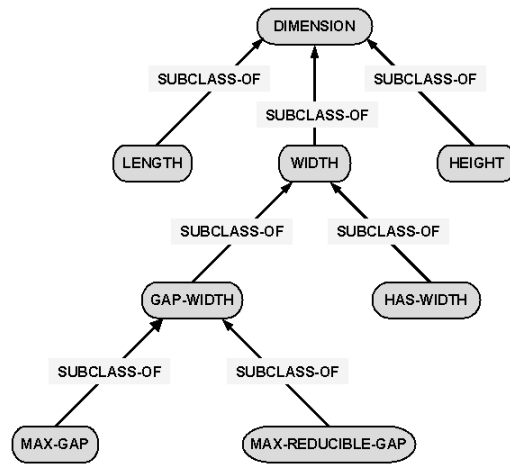 DIMENSION
SUBCLASS-OF
SUBCLASS-OF
SUBCLASS-OF
LENGTH
WIDTH
HEIGHT
SUBCLASS-OF
SUBCLASS-OF
GAP-WIDTH
HAS-WIDTH
SUBCLASS-OF
SUBCLASS-OF
MAX-GAP
MAX-REDUCIBLE-GAP